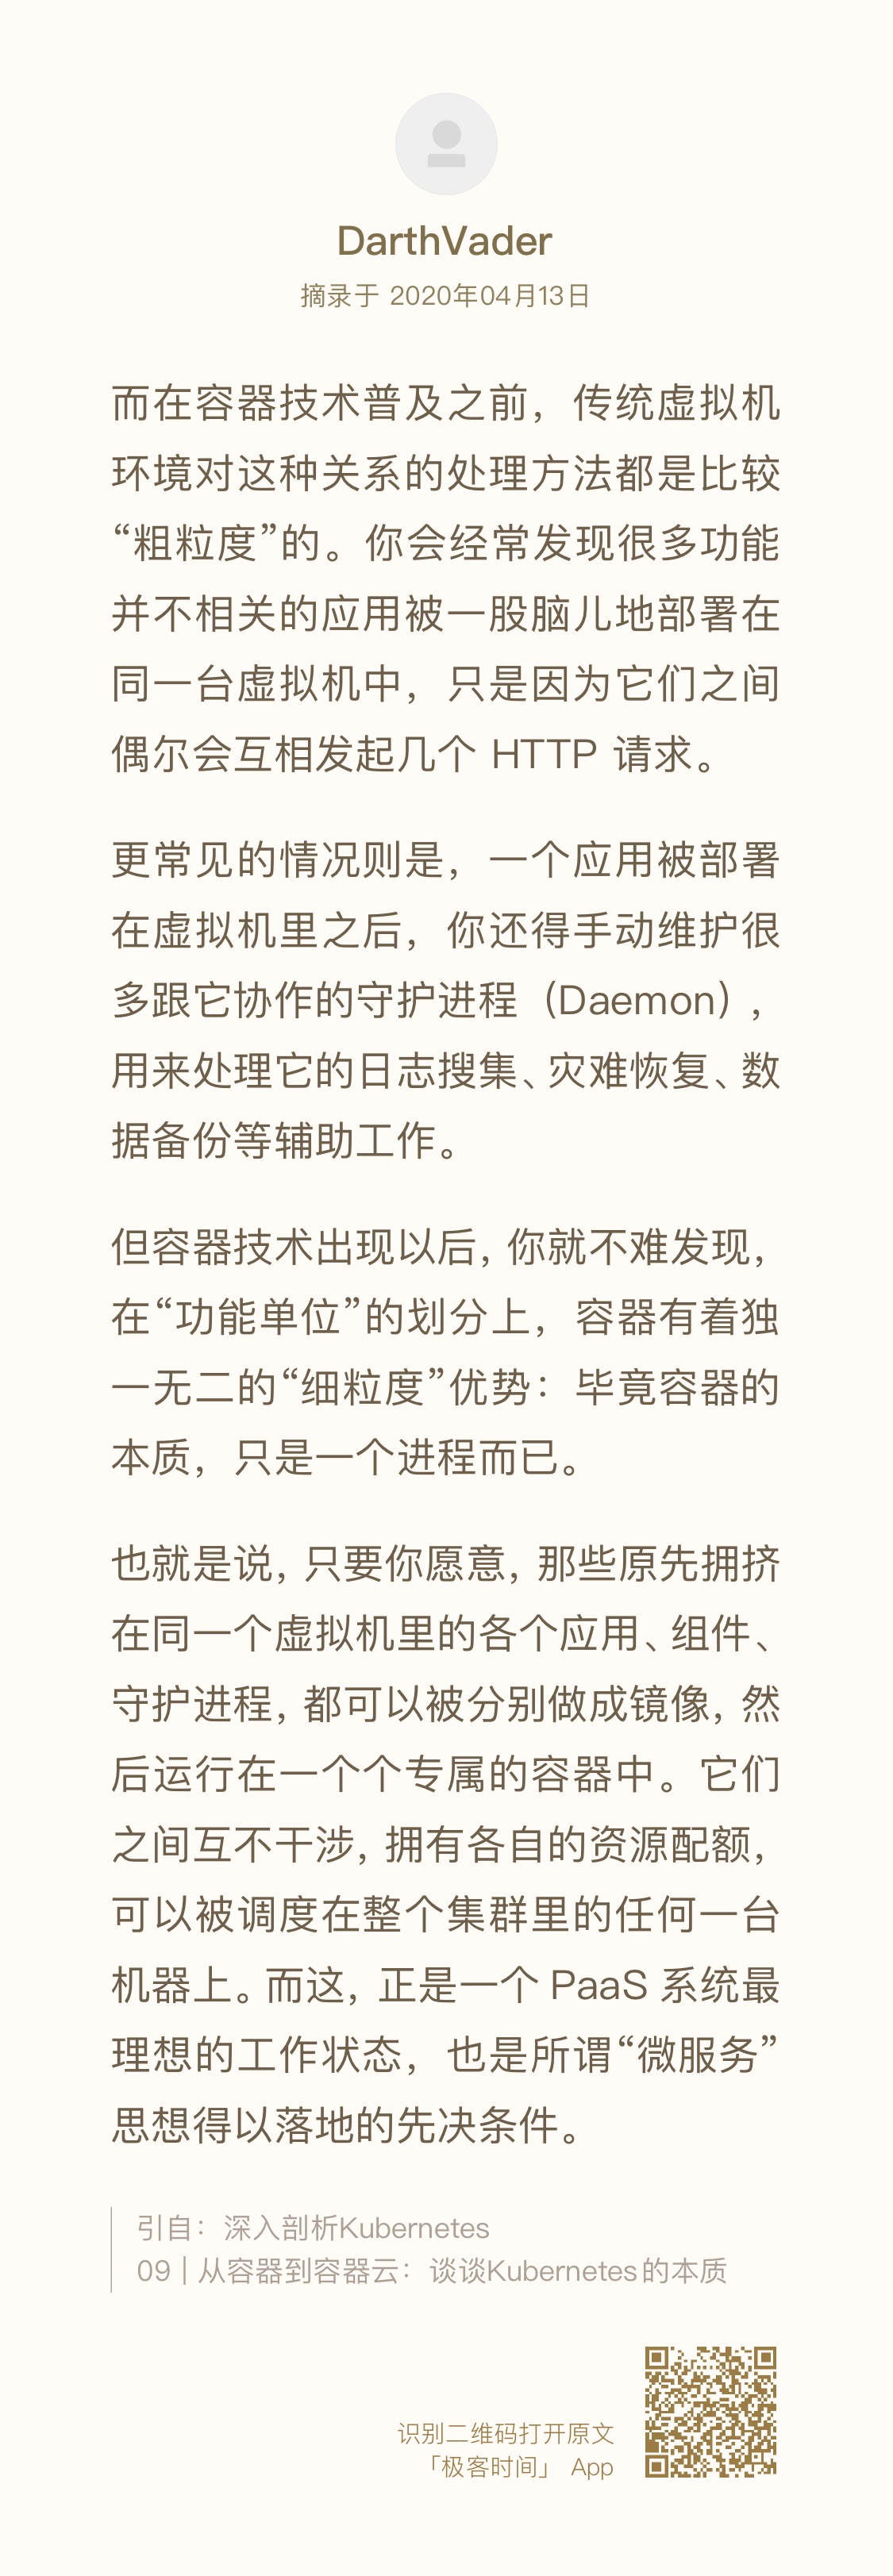 DarthVader
摘录于 2020年04月13日
而在容器技术普及之前，传统虚拟机
环境对这种关系的处理方法都是比较
“粗粒度”的。你会经常发现很多功能
并不相关的应用被一股脑儿地部署在
同一台虚拟机中，只是因为它们之间
偶尔会互相发起几个 HTTP 请求。
更常见的情况则是，一个应用被部署
在虚拟机里之后，你还得手动维护很
多跟它协作的守护进程（Daemon），
用来处理它的日志搜集、灾难恢复、数
据备份等辅助工作。
但容器技术出现以后，你就不难发现，
在“功能单位”的划分上，容器有着独
一无二的“细粒度”优势：毕竟容器的
本质，只是一个进程而已。
也就是说，只要你愿意，那些原先拥挤
在同一个虚拟机里的各个应用、组件、
守护进程，都可以被分别做成镜像，然
后运行在一个个专属的容器中。它们
之间互不干涉，拥有各自的资源配额，
可以被调度在整个集群里的任何一台
机器上。而这，正是一个 PaaS 系统最
理想的工作状态，也是所谓“微服务”
思想得以落地的先决条件。
引自：深入剖析Kubernetes
09 | 从容器到容器云：谈谈Kubernetes的本质
识别二维码打开原文
「极客时间」 App